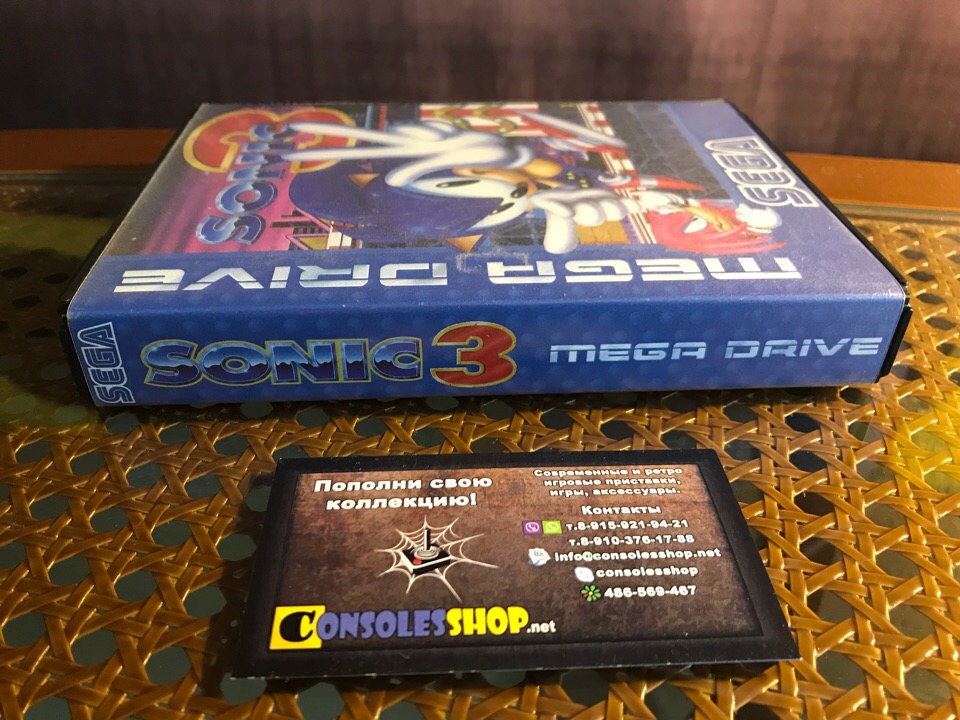 SONIC 3
SEGA
MEGA DRIVE
SEGA
SONIC 3
MEGA DRIVE
Пополни свою
коллекцию!
Современные и ретро
игровые приставки,
игры, аксессуары.
Контакты
т.8-915-921-94-21
т.8-910-376-17-88
info@consolesshop.net
consolesshop
486-569-467
CONSOLESSHOP.net